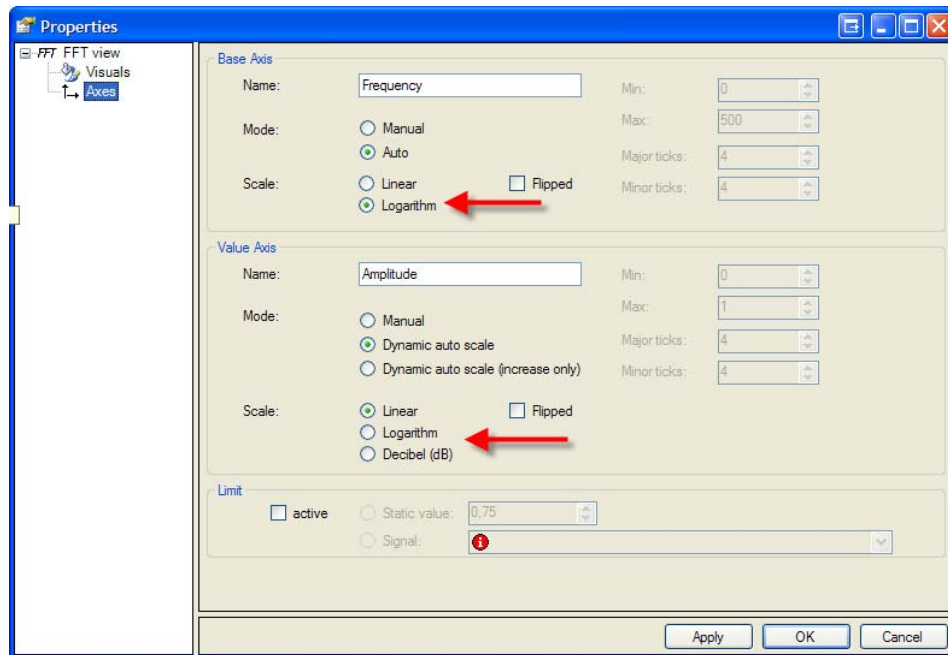 Properties
FFT FFT view
Visuals
Axes
Base Axis
Name: Frequency Min: 0
Mode: Manual Max: 500
Auto Major ticks: 4
Scale: Linear Flipped Minor ticks: 4
Logarithm
Value Axis
Name: Amplitude Min: 0
Mode: Manual Max: 1
Dynamic auto scale Major ticks: 4
Dynamic auto scale (increase only) Minor ticks: 4
Scale: Linear Flipped
Logarithm
Decibel (dB)
Limit
active Static value: 0,75
Signal:
Apply OK Cancel